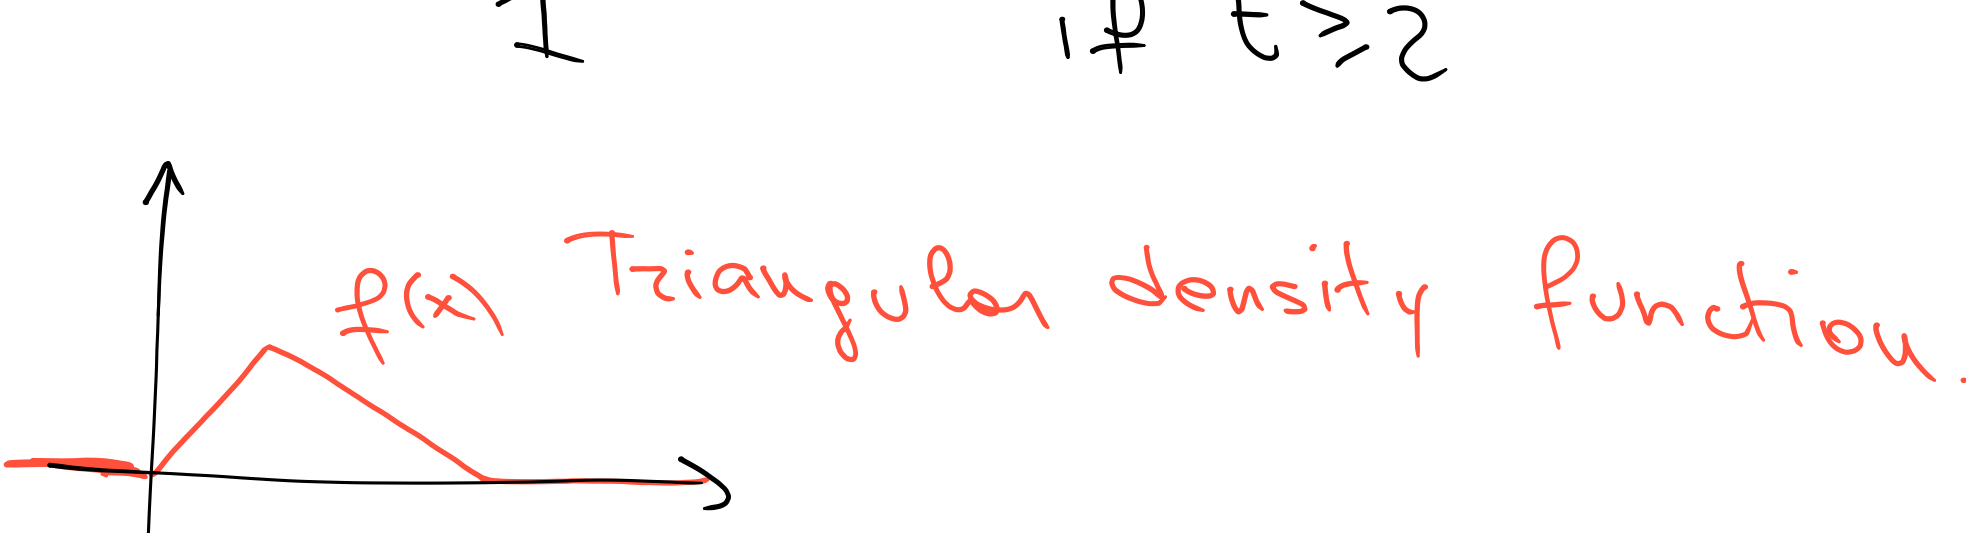 1 if t ≥ 2
f(x) Triangular density function.